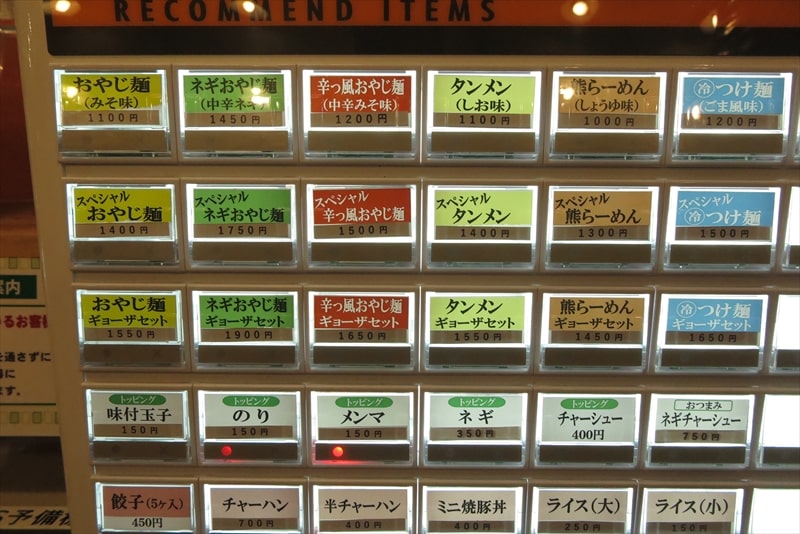 RECOMMEND ITEMS
おやじ麺
(みそ味)
1100円
ネギおやじ麺
(中辛ネギ
1450円
辛っ風おやじ麺
(中辛みそ味)
1200円
タンメン
(しお味)
1100円
熊らーめん
(しょうゆ味)
1000円
冷つけ麺
(ごま風味)
1200円
スペシャル
おやじ麺
1400円
スペシャル
ネギおやじ麺
1750円
スペシャル
辛っ風おやじ麺
1500円
スペシャル
タンメン
1400円
スペシャル
熊らーめん
1300円
スペシャル
冷つけ麺
1500円
おやじ麺
ギョーザセット
1550円
ネギおやじ麺
ギョーザセット
1900円
辛っ風おやじ麺
ギョーザセット
1650円
タンメン
ギョーザセット
1550円
熊らーめん
ギョーザセット
1450円
冷つけ麺
ギョーザセット
1650円
トッピング
味付玉子
150円
トッピング
のり
150円
トッピング
メンマ
150円
トッピング
ネギ
350円
トッピング
チャーシュー
400円
おつまみ
ネギチャーシュー
750円
餃子(5ヶ入)
450円
チャーハン
700円
半チャーハン
400円
ミニ焼豚丼
400円
ライス(大)
250円
ライス(小)
150円
案内
るお客様
を通さずに
に
ます。
予備